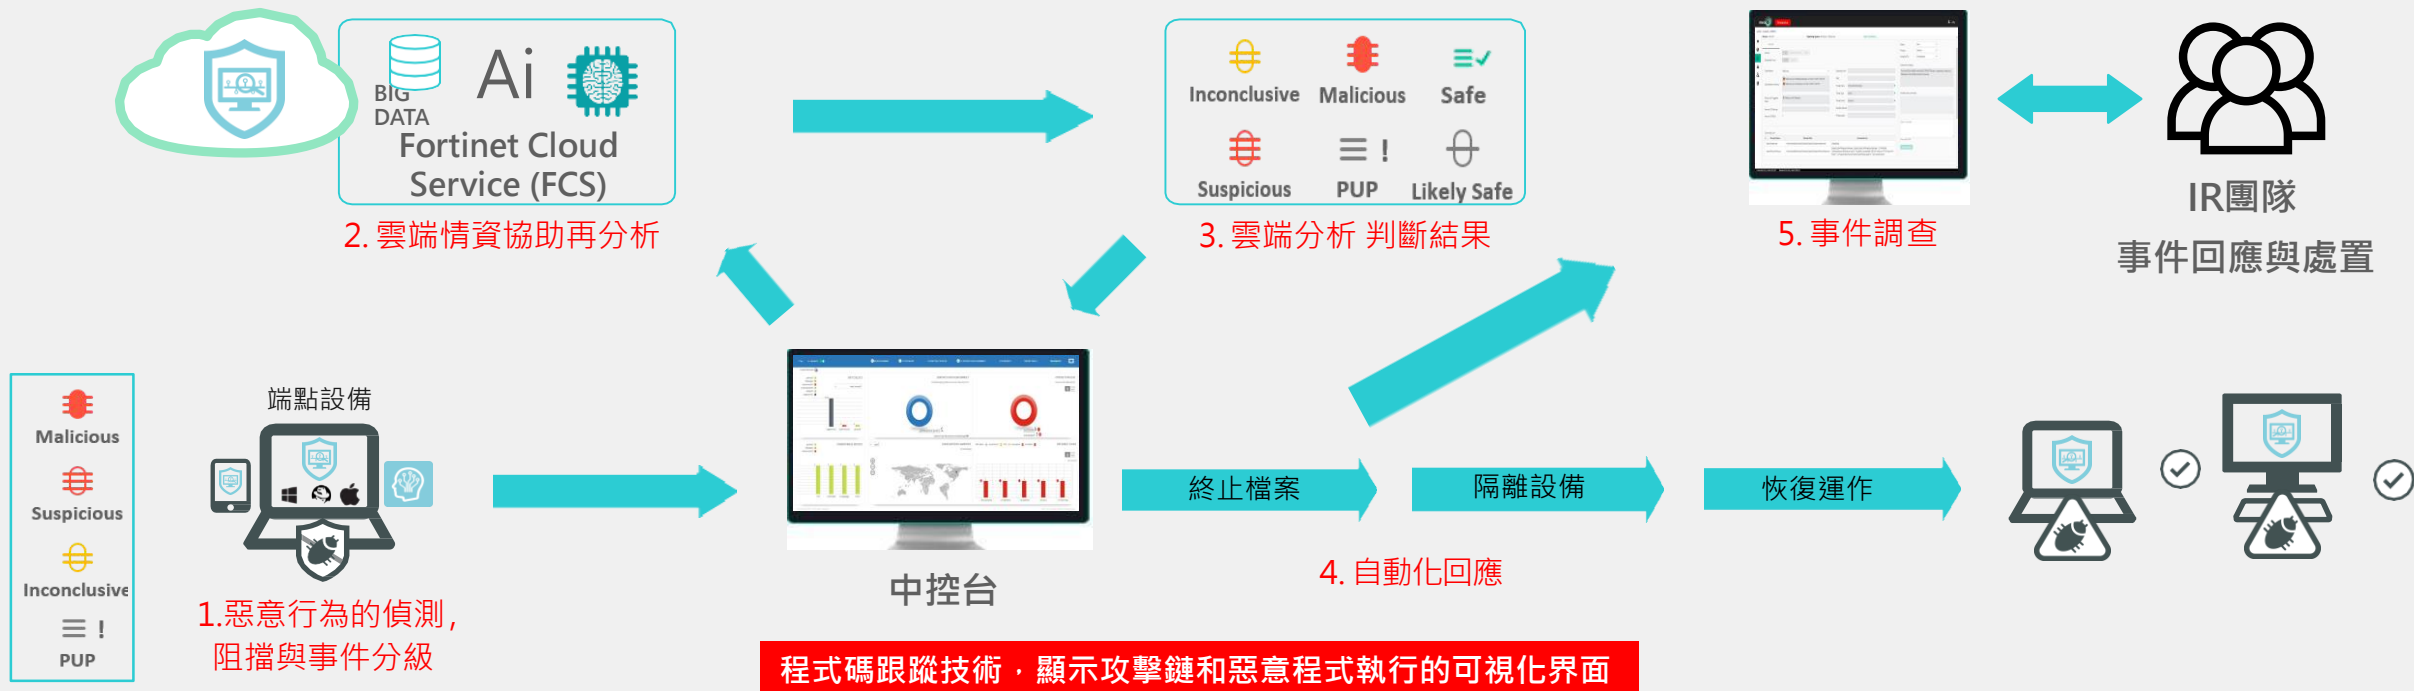 BIG
DATA
Ai
Fortinet Cloud
Service (FCS)
2. 雲端情資協助再分析
Inconclusive Malicious Safe
Suspicious PUP Likely Safe
3. 雲端分析 判斷結果
5. 事件調查
IR團隊
事件回應與處置
Malicious
Suspicious
Inconclusive
PUP
端點設備
1.惡意行為的偵測,
阻擋與事件分級
中控台
終止檔案
隔離設備
恢復運作
4. 自動化回應
程式碼跟蹤技術，顯示攻擊鏈和惡意程式執行的可視化界面